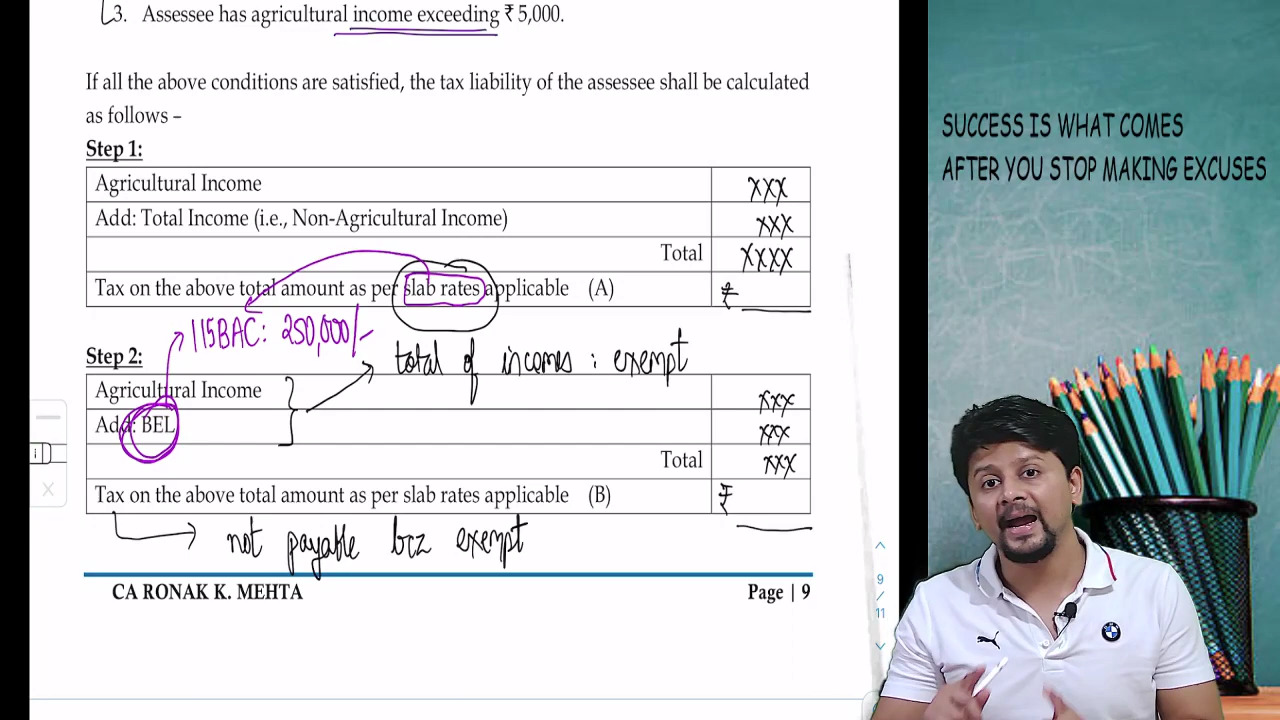 3. Assessee has agricultural income exceeding ₹ 5,000.
If all the above conditions are satisfied, the tax liability of the assessee shall be calculated
as follows –
Step 1:
Agricultural Income XXX
Add: Total Income (i.e., Non-Agricultural Income) XXX
Total XXXX
Tax on the above total amount as per slab rates applicable (A) ₹
115BAC: 250,000/-
Step 2:
total of incomes : exempt
Agricultural Income XXX
Add: BEL XXX
Total XXX
Tax on the above total amount as per slab rates applicable (B) ₹
not payable bcz exempt
CA RONAK K. MEHTA Page | 9
9
/
11
i
SUCCESS IS WHAT COMES
AFTER YOU STOP MAKING EXCUSES